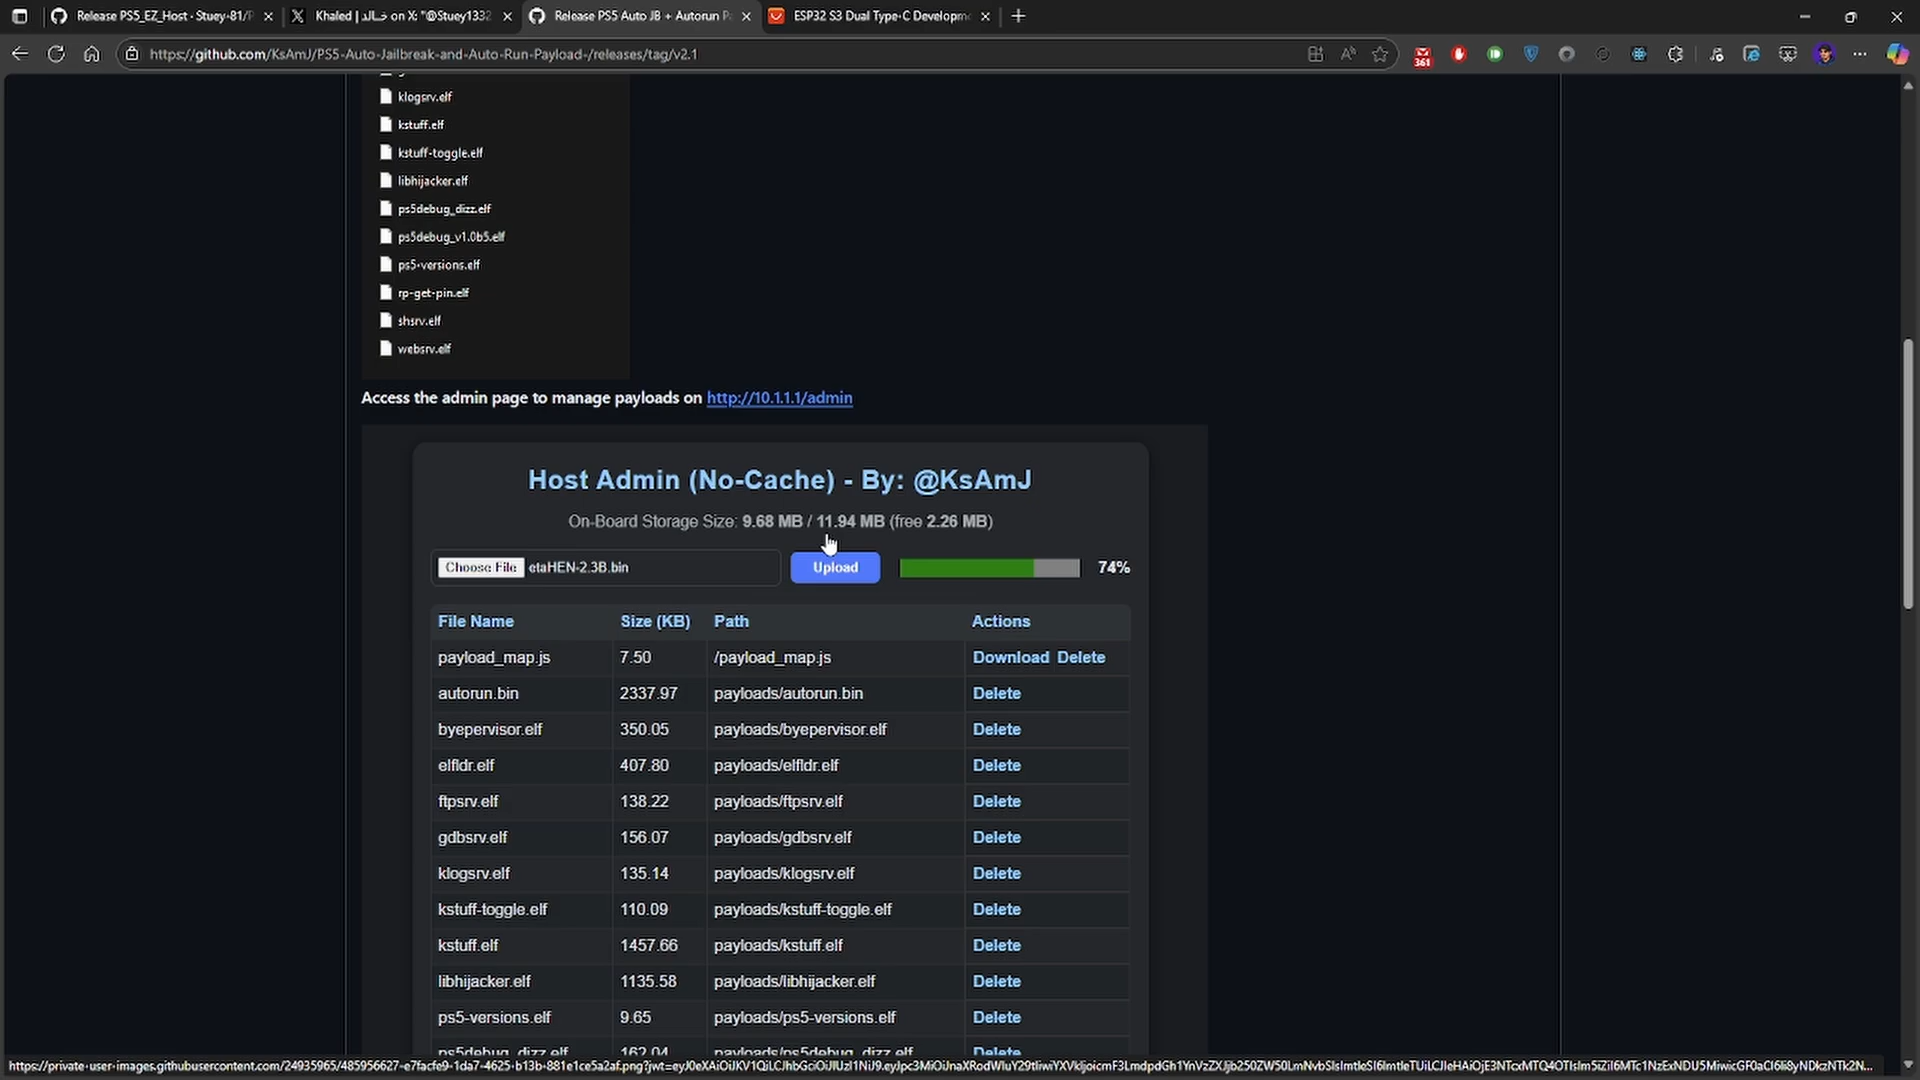 Release PS5_EZ_Host · Stuey-81/P
Khaled | خــالد on X: "@Stuey1332
Release PS5 Auto JB + Autorun P
ESP32 S3 Dual Type-C Developm
https://github.com/KsAmJ/PS5-Auto-Jailbreak-and-Auto-Run-Payload-/releases/tag/v2.1
361
klogsrv.elf
kstuff.elf
kstuff-toggle.elf
libhijacker.elf
ps5debug_dizz.elf
ps5debug_v1.0b5.elf
ps5-versions.elf
rp-get-pin.elf
shsrv.elf
websrv.elf
Access the admin page to manage payloads on http://10.1.1.1/admin
Host Admin (No-Cache) - By: @KsAmJ
On-Board Storage Size: 9.68 MB / 11.94 MB (free 2.26 MB)
Choose File etaHEN-2.3B.bin Upload 74%
File Name Size (KB) Path Actions
payload_map.js 7.50 /payload_map.js Download Delete
autorun.bin 2337.97 payloads/autorun.bin Delete
byepervisor.elf 350.05 payloads/byepervisor.elf Delete
elfldr.elf 407.80 payloads/elfldr.elf Delete
ftpsrv.elf 138.22 payloads/ftpsrv.elf Delete
gdbsrv.elf 156.07 payloads/gdbsrv.elf Delete
klogsrv.elf 135.14 payloads/klogsrv.elf Delete
kstuff-toggle.elf 110.09 payloads/kstuff-toggle.elf Delete
kstuff.elf 1457.66 payloads/kstuff.elf Delete
libhijacker.elf 1135.58 payloads/libhijacker.elf Delete
ps5-versions.elf 9.65 payloads/ps5-versions.elf Delete
ps5debug_dizz.elf 162.04 payloads/ps5debug_dizz.elf Delete